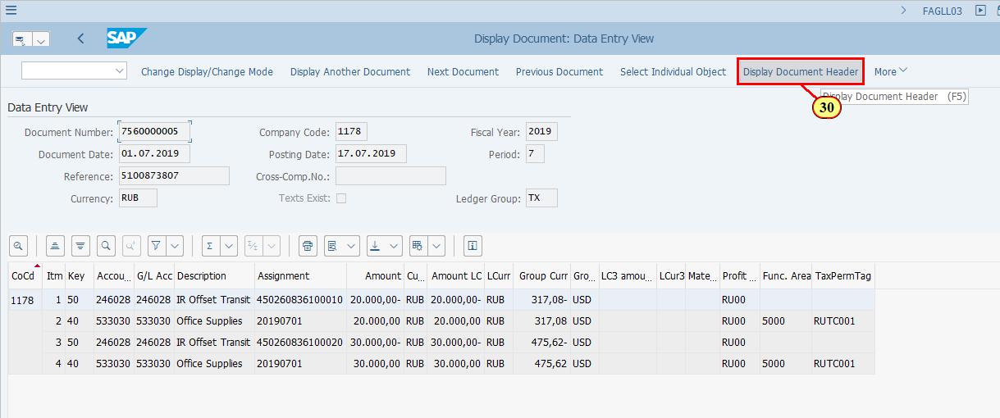 FAGLL03
SAP Display Document: Data Entry View
Change Display/Change Mode Display Another Document Next Document Previous Document Select Individual Object Display Document Header More
Display Document Header (F5)
30
Data Entry View
Document Number: 7560000005 Company Code: 1178 Fiscal Year: 2019
Document Date: 01.07.2019 Posting Date: 17.07.2019 Period: 7
Reference: 5100873807 Cross-Comp.No.:
Currency: RUB Texts Exist: Ledger Group: TX
CoCd Itm Key Accou... G/L Acc Description Assignment Amount Cu... Amount LC LCurr Group Curr Gro... LC3 amou... LCur3 Mate... Profit ... Func. Area TaxPermTag
1178 1 50 246028 246028 IR Offset Transit 450260836100010 20.000,00- RUB 20.000,00- RUB 317,08- USD RU00
2 40 533030 533030 Office Supplies 20190701 20.000,00 RUB 20.000,00 RUB 317,08 USD RU00 5000 RUTC001
3 50 246028 246028 IR Offset Transit 450260836100020 30.000,00- RUB 30.000,00- RUB 475,62- USD RU00
4 40 533030 533030 Office Supplies 20190701 30.000,00 RUB 30.000,00 RUB 475,62 USD RU00 5000 RUTC001